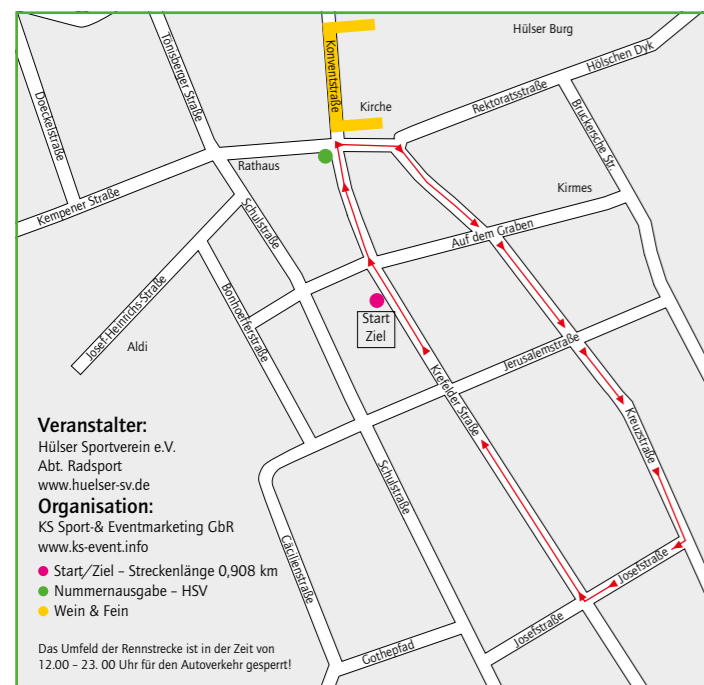 Hülser Burg
Tönisberger Straße
Konventstraße
Hölschen Dyk
Doeckelstraße
Rektoratsstraße
Kirche
Bruckersche Str.
Rathaus
Kirmes
Kempener Straße
Schulstraße
Auf dem Graben
Bonhoefferstraße
Josef-Heinrichs-Straße
Start
Ziel
Aldi
Jerusalemstraße
Krefelder Straße
Kreuzstraße
Veranstalter:
Hülser Sportverein e.V.
Abt. Radsport
www.huelser-sv.de
Organisation:
KS Sport-& Eventmarketing GbR
www.ks-event.info
Start/Ziel – Streckenlänge 0,908 km
Nummernausgabe – HSV
Wein & Fein
Das Umfeld der Rennstrecke ist in der Zeit von
12.00 – 23. 00 Uhr für den Autoverkehr gesperrt!
Schulstraße
Cäcilienstraße
Josefstraße
Josefstraße
Gothepfad